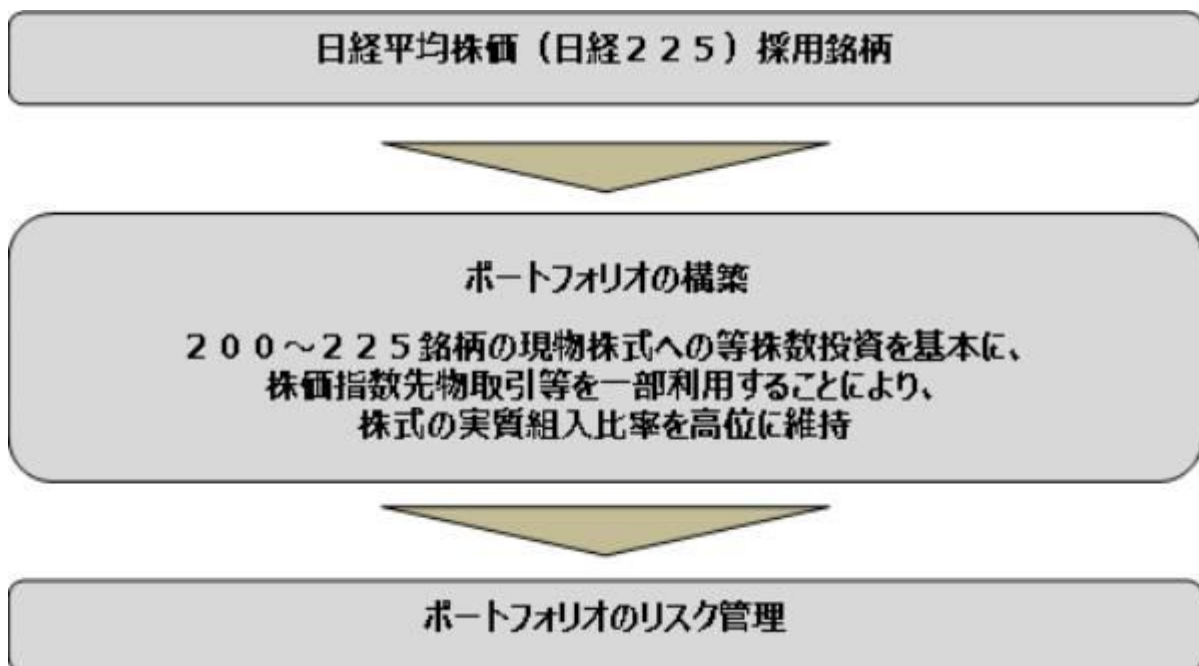 日経平均株価（日経２２５）採用銘柄
ポートフォリオの構築
２００～２２５銘柄の現物株式への等株数投資を基本に、
株価指数先物取引等を一部利用することにより、
株式の実質組入比率を高位に維持
ポートフォリオのリスク管理